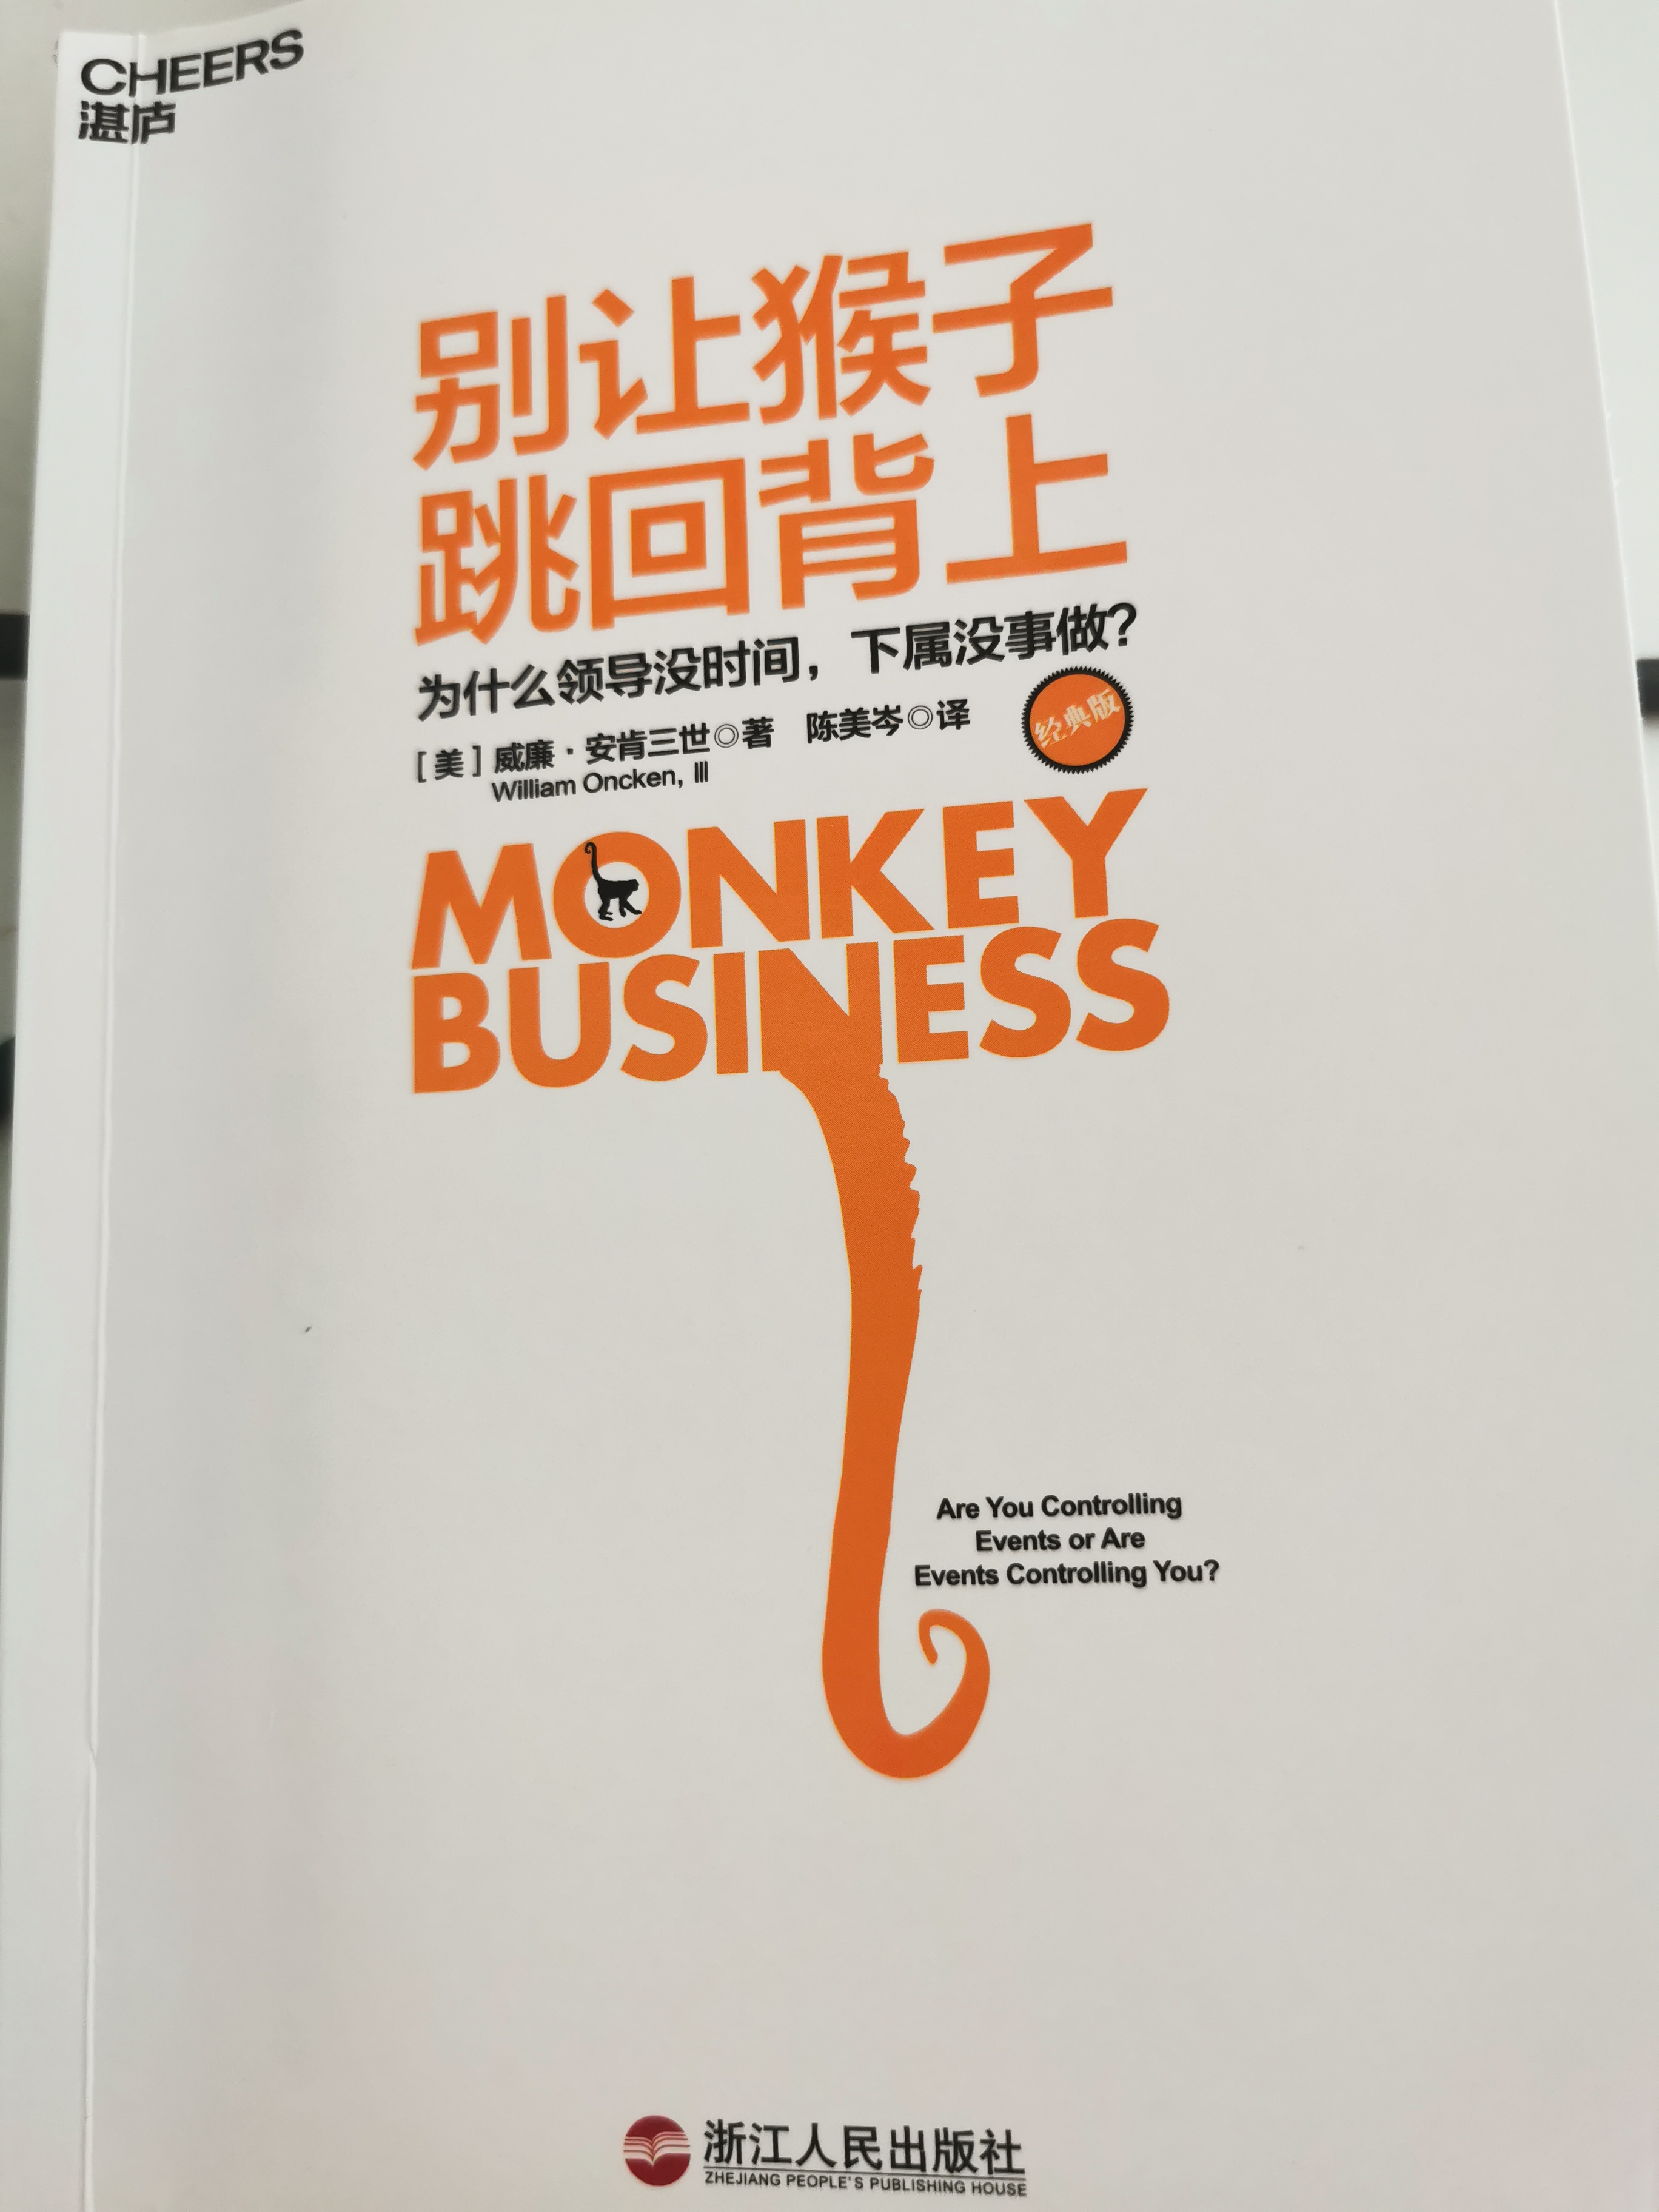 CHEERS
湛庐
别让猴子
跳回背上
为什么领导没时间，下属没事做？
［美］威廉·安肯三世◎著　陈美岑◎译
William Oncken, III
经典版
MONKEY
BUSINESS
Are You Controlling
Events or Are
Events Controlling You?
浙江人民出版社
ZHEJIANG PEOPLE'S PUBLISHING HOUSE